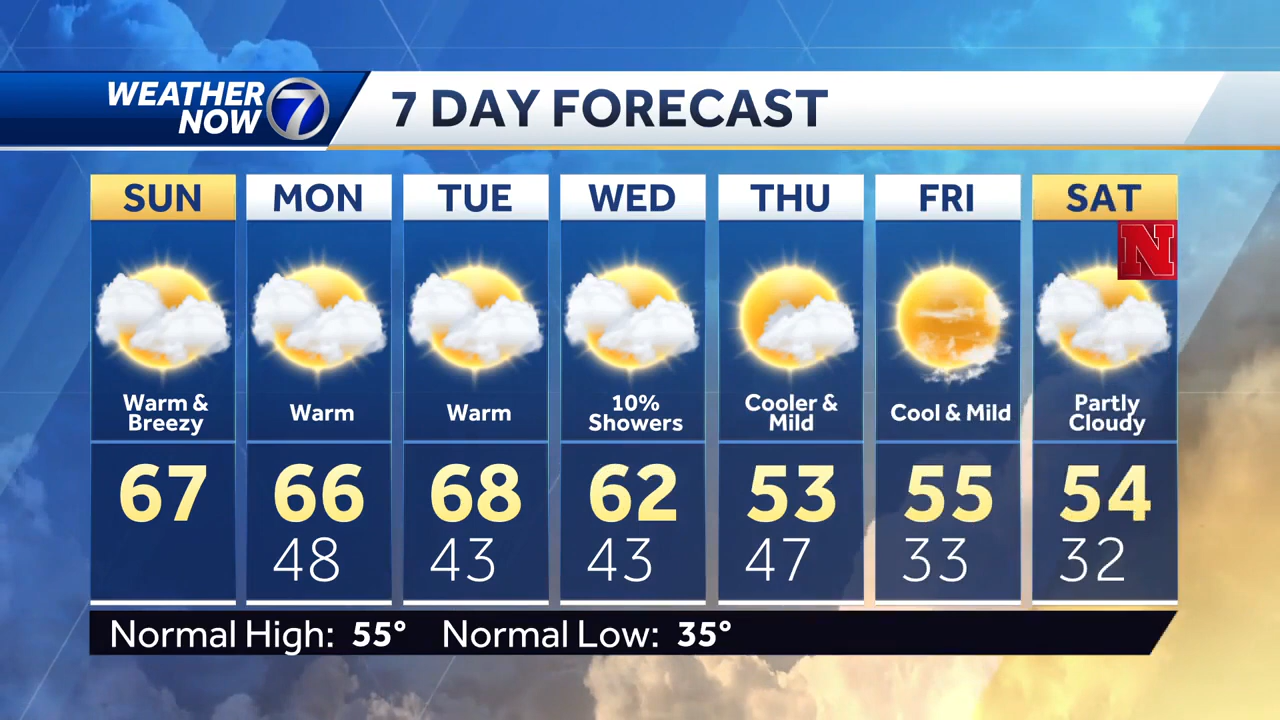 WEATHER
NOW
7
7 DAY FORECAST
SUN
Warm &
Breezy
67
MON
Warm
66
48
TUE
Warm
68
43
WED
10%
Showers
62
43
THU
Cooler &
Mild
53
47
FRI
Cool & Mild
55
33
SAT
N
Partly
Cloudy
54
32
Normal High: 55° Normal Low: 35°